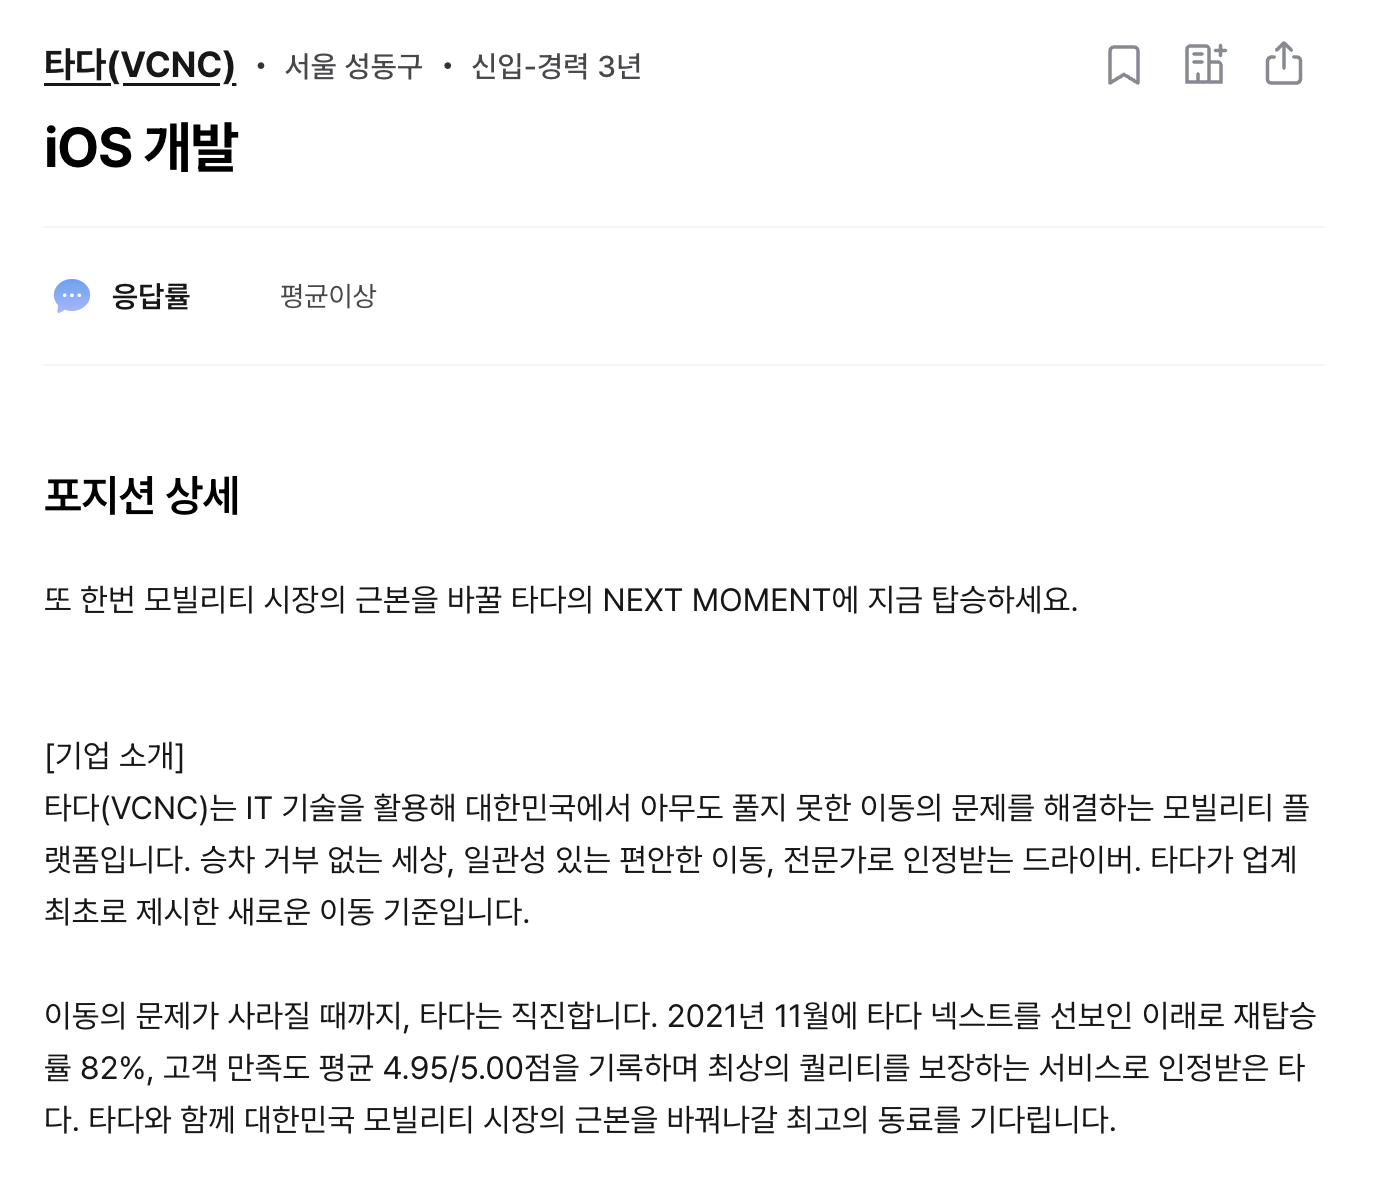 타다(VCNC) ∙ 서울 성동구 ∙ 신입-경력 3년
iOS 개발
응답률 평균이상
포지션 상세
또 한번 모빌리티 시장의 근본을 바꿀 타다의 NEXT MOMENT에 지금 탑승하세요.
[기업 소개]
타다(VCNC)는 IT 기술을 활용해 대한민국에서 아무도 풀지 못한 이동의 문제를 해결하는 모빌리티 플
랫폼입니다. 승차 거부 없는 세상, 일관성 있는 편안한 이동, 전문가로 인정받는 드라이버. 타다가 업계
최초로 제시한 새로운 이동 기준입니다.
이동의 문제가 사라질 때까지, 타다는 직진합니다. 2021년 11월에 타다 넥스트를 선보인 이래로 재탑승
률 82%, 고객 만족도 평균 4.95/5.00점을 기록하며 최상의 퀄리티를 보장하는 서비스로 인정받은 타
다. 타다와 함께 대한민국 모빌리티 시장의 근본을 바꿔나갈 최고의 동료를 기다립니다.